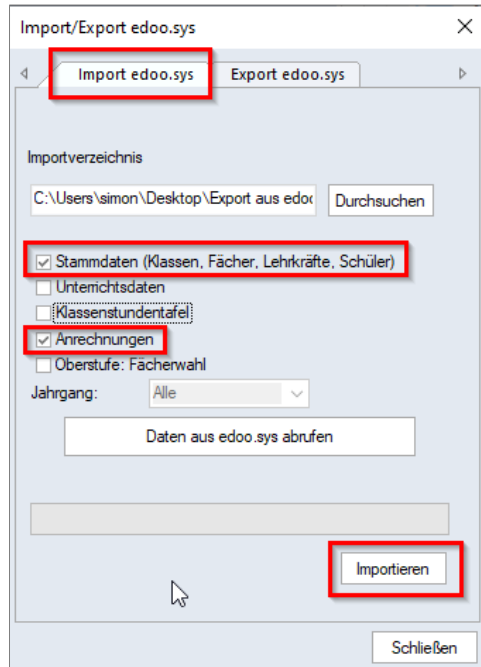 Import/Export edoo.sys
Import edoo.sys Export edoo.sys
Importverzeichnis
C:\Users\simon\Desktop\Export aus edoo Durchsuchen
Stammdaten (Klassen, Fächer, Lehrkräfte, Schüler)
Unterrichtsdaten
Klassenstundentafel
Anrechnungen
Oberstufe: Fächerwahl
Jahrgang: Alle
Daten aus edoo.sys abrufen
Importieren
Schließen